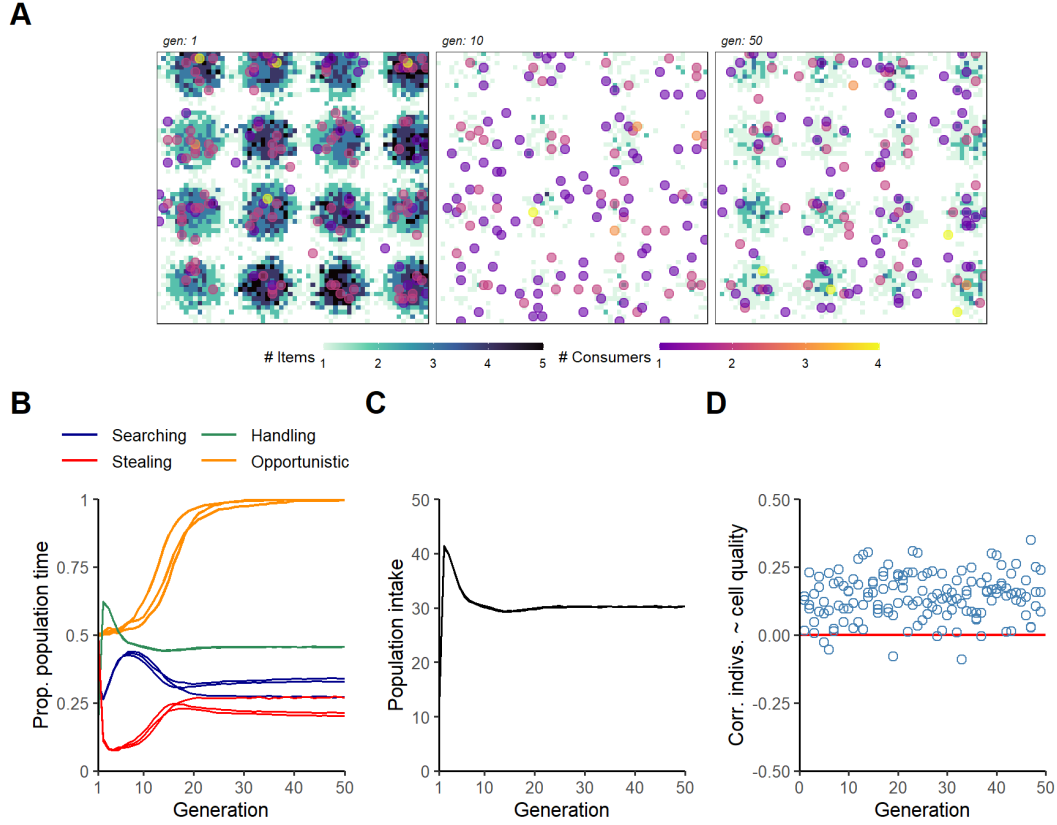 A
gen: 1 gen: 10 gen: 50
# Items 1 2 3 4 5 # Consumers 1 2 3 4
B C D
Searching Handling
Stealing Opportunistic
Prop. population time
1
0.75
0.5
0.25
0
1 10 20 30 40 50
Generation
Population intake
50
40
30
20
10
0
1 10 20 30 40 50
Generation
Corr. indivs. ~ cell quality
0.50
0.25
0.00
-0.25
-0.50
0 10 20 30 40 50
Generation